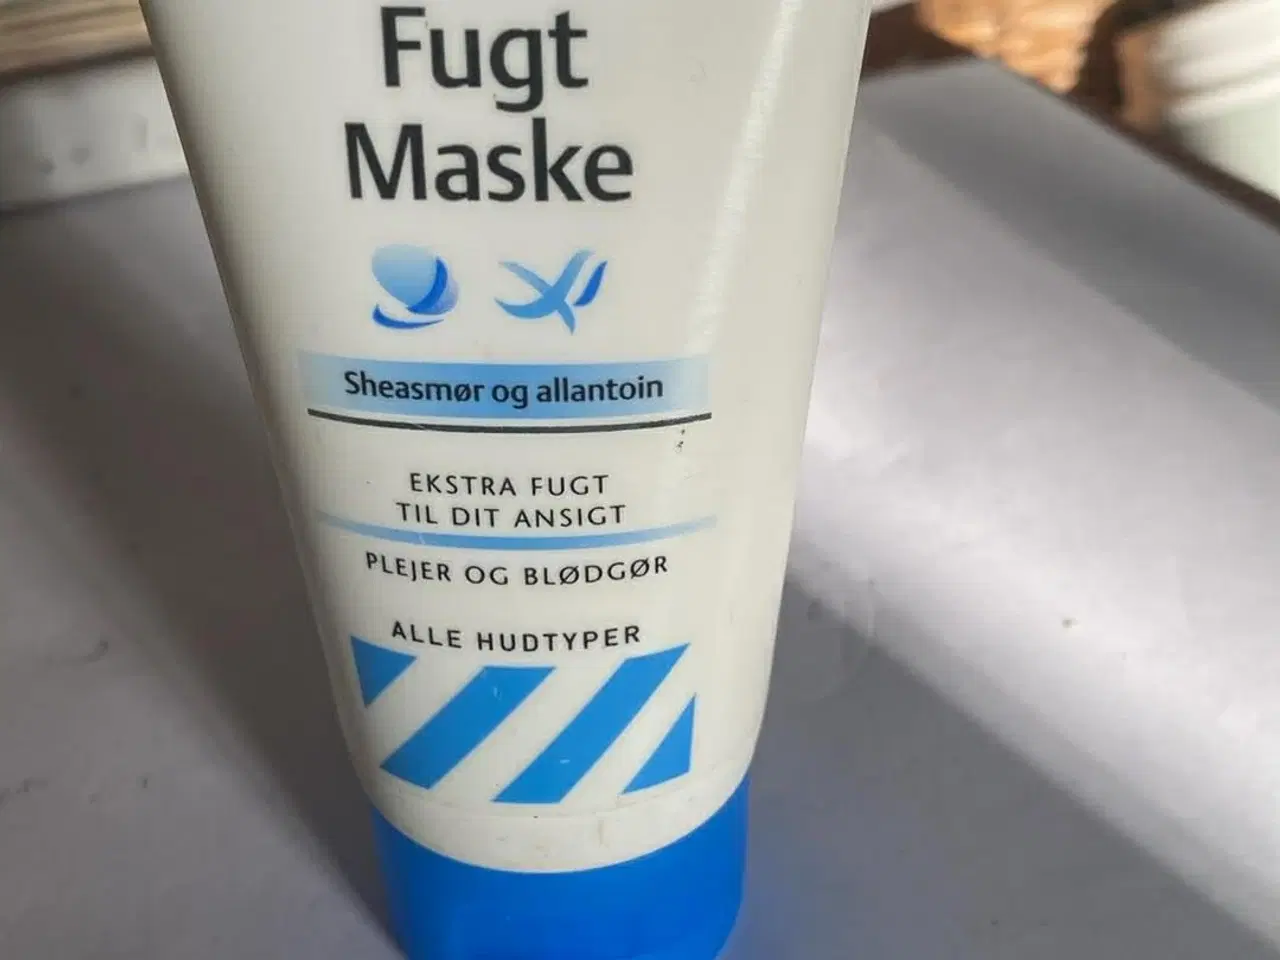 Fugt
Maske
Sheasmør og allantoin
EKSTRA FUGT
TIL DIT ANSIGT
PLEJER OG BLØDGØR
ALLE HUDTYPER